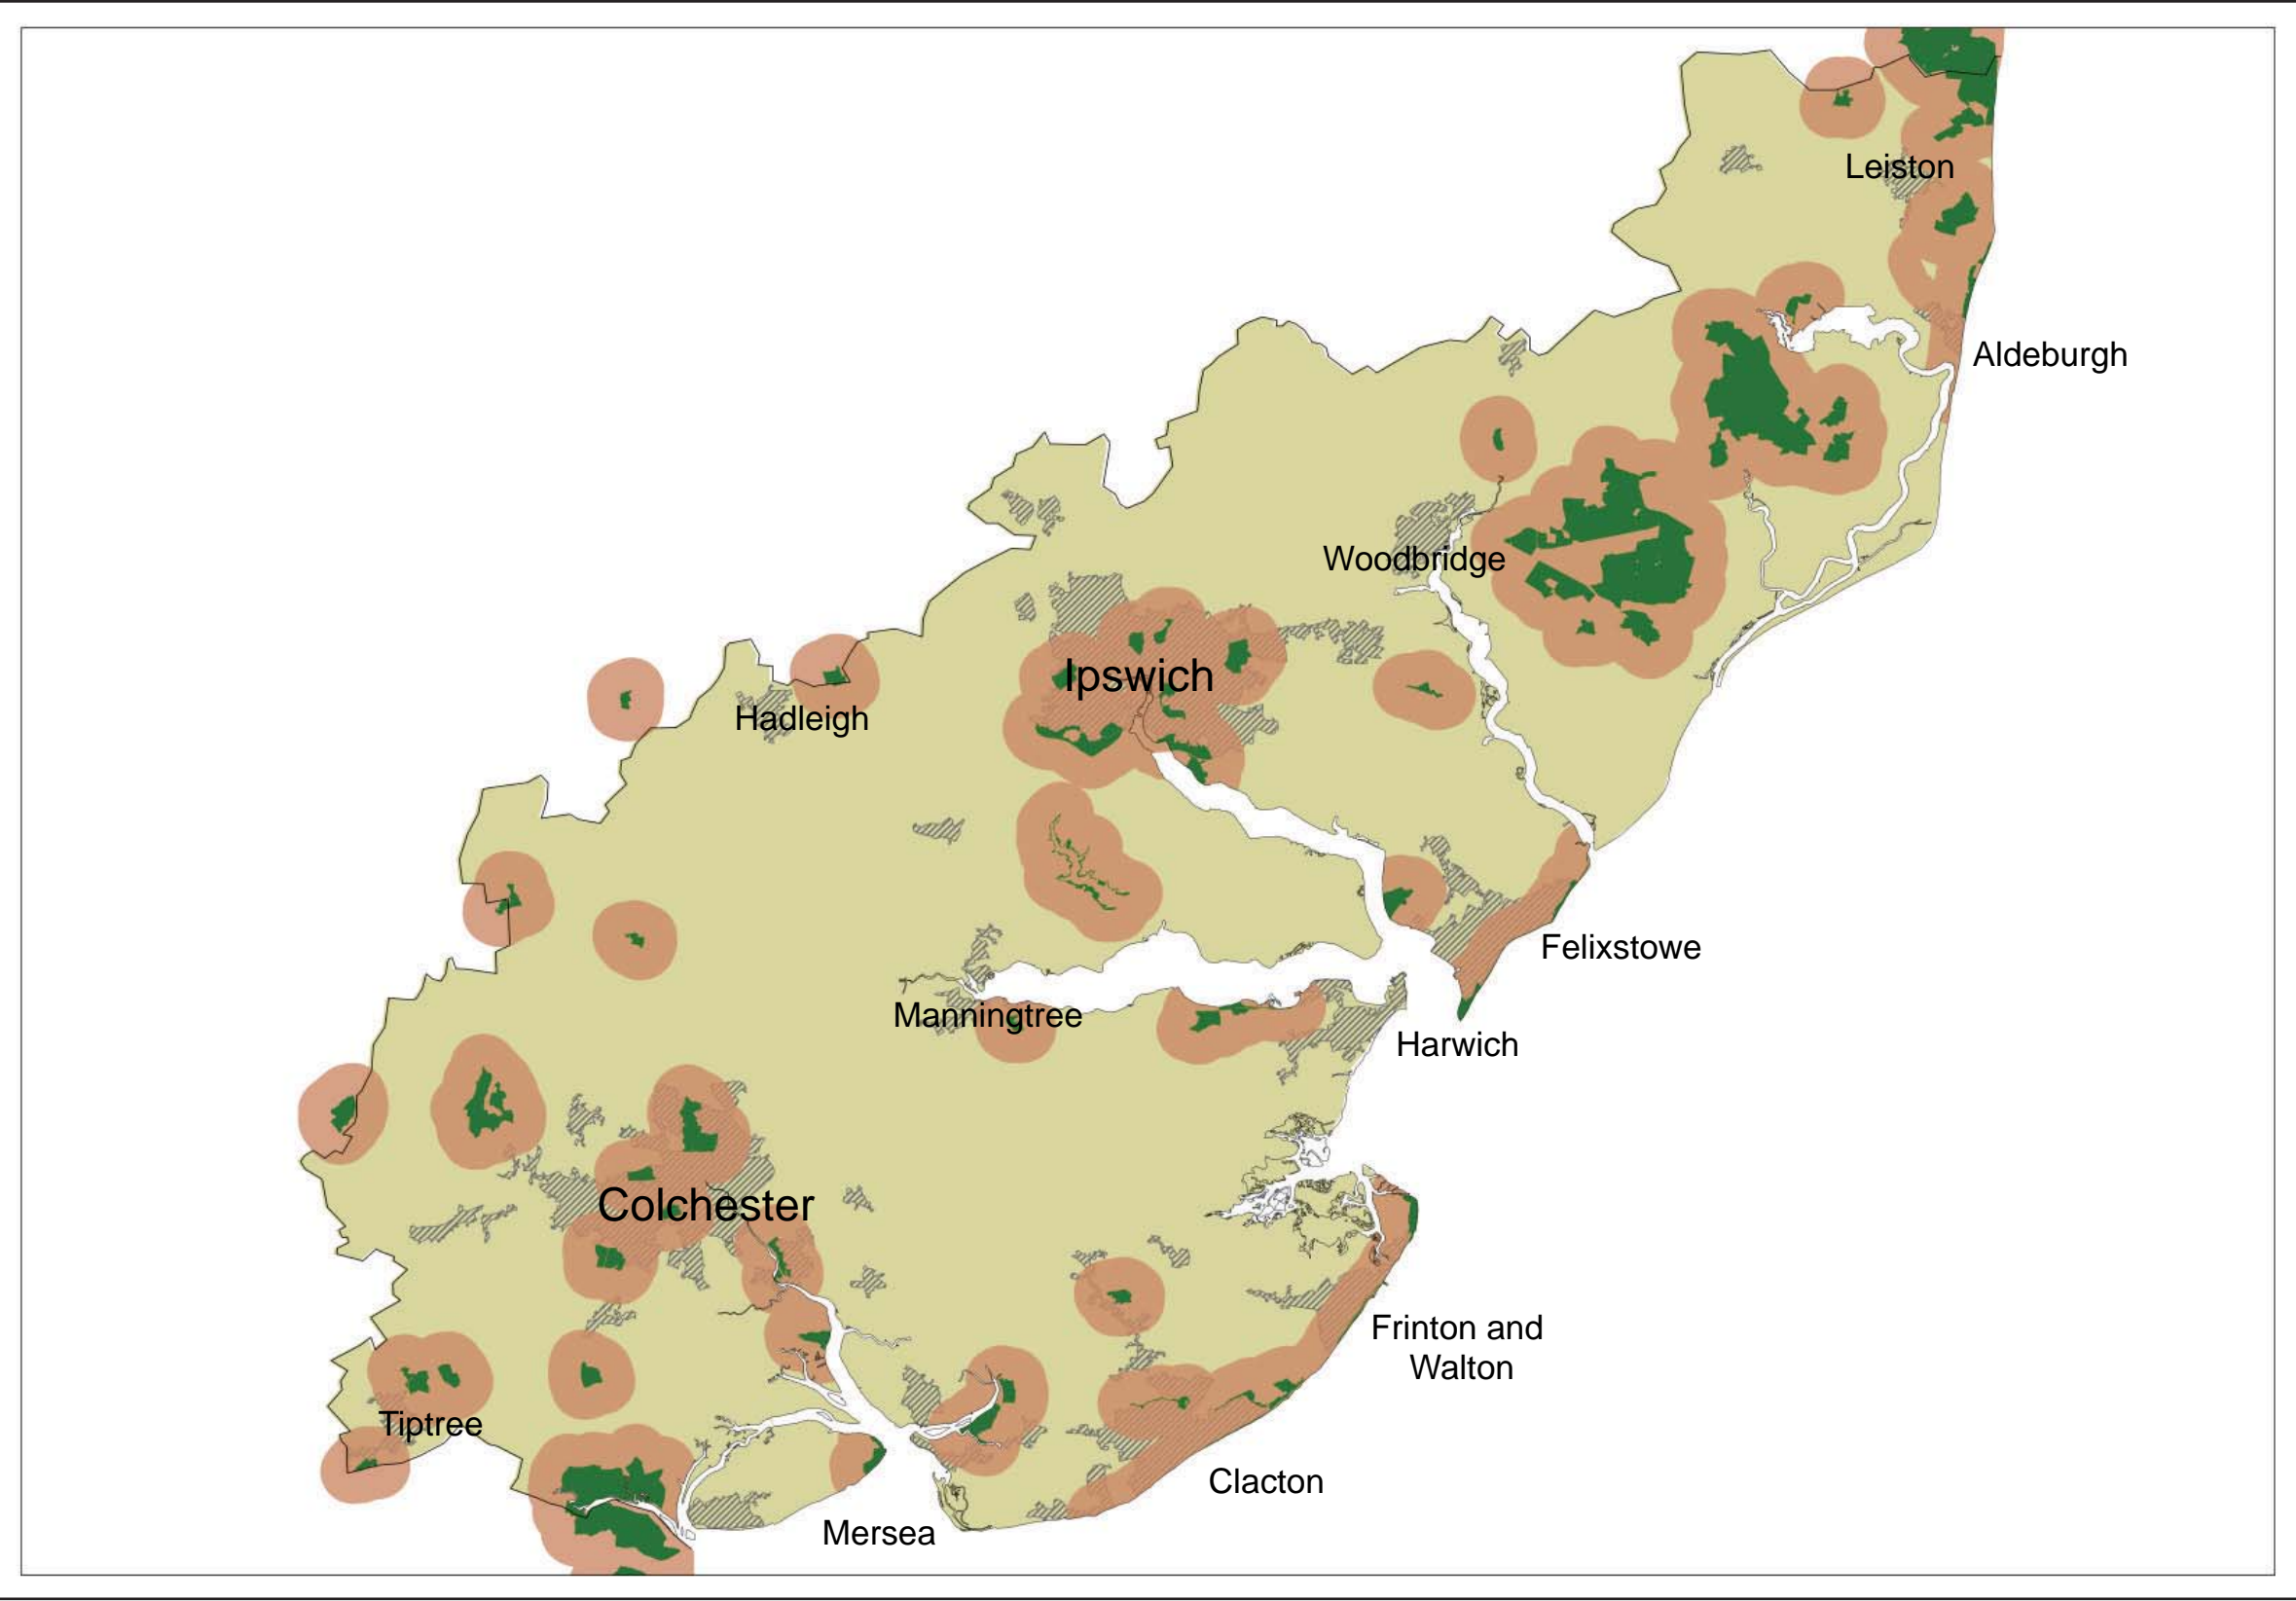 Leiston
Aldeburgh
Woodbridge
Ipswich
Hadleigh
Felixstowe
Manningtree
Harwich
Colchester
Frinton and
Walton
Tiptree
Clacton
Mersea